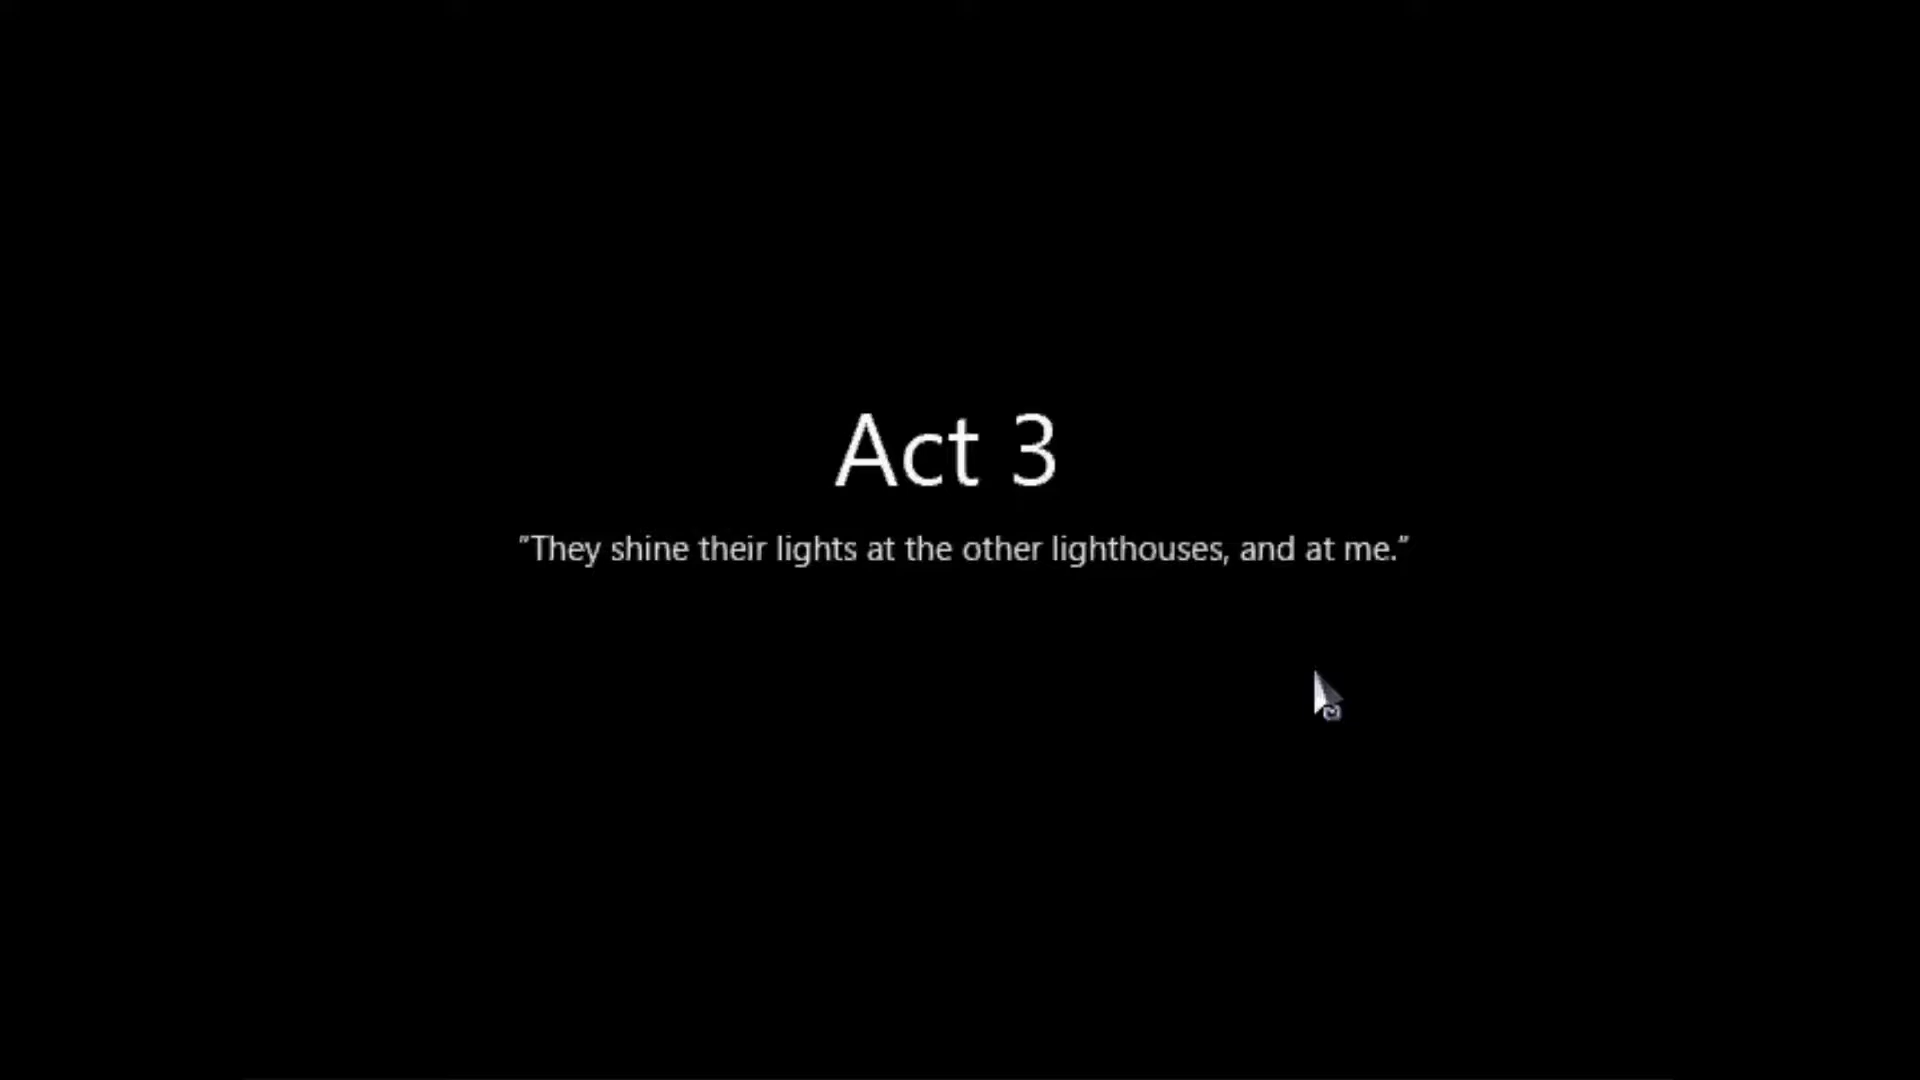 Act 3
"They shine their lights at the other lighthouses, and at me."